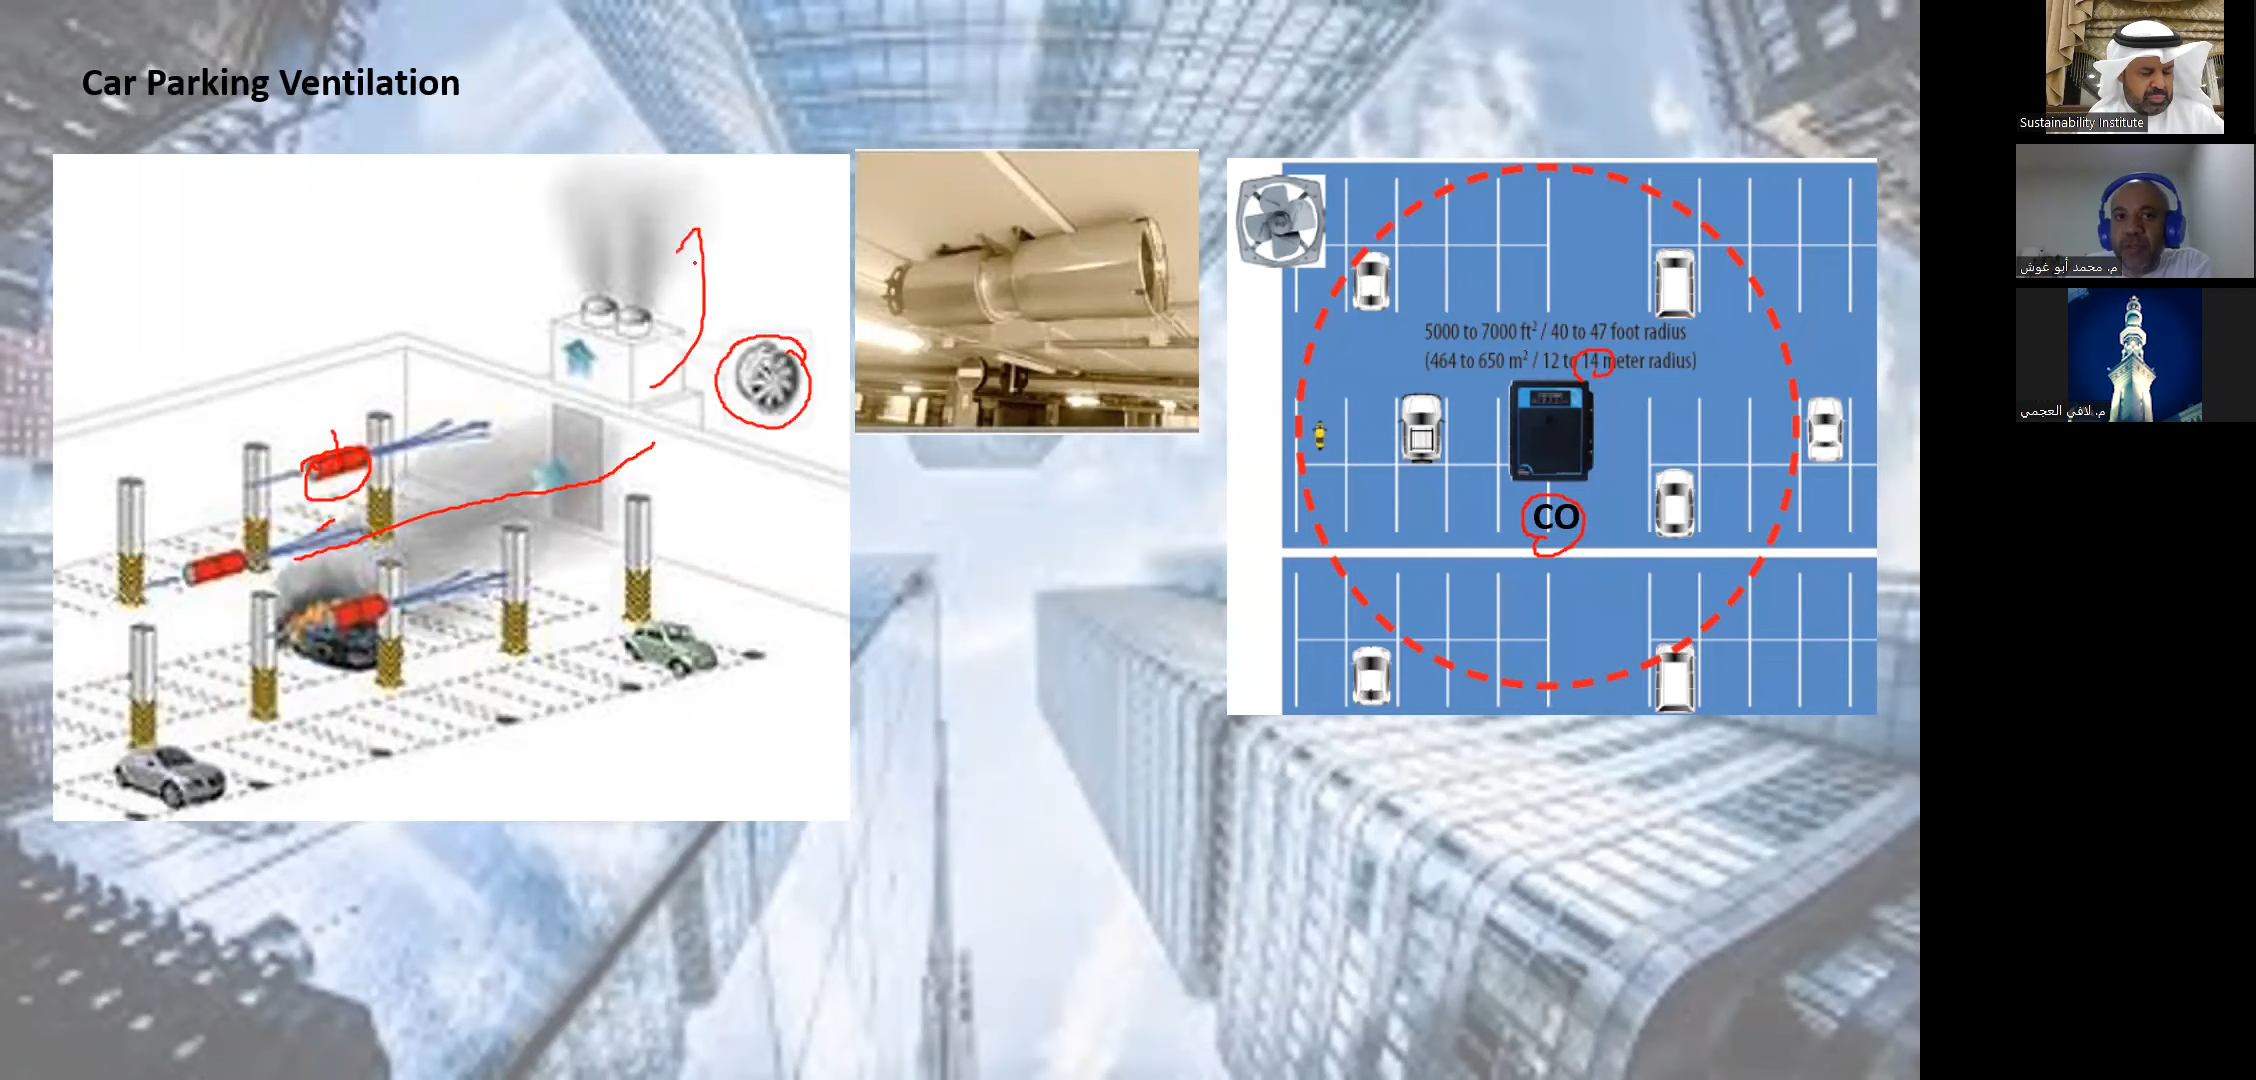 Car Parking Ventilation
5000 to 7000 ft² / 40 to 47 foot radius
(464 to 650 m² / 12 to 14 meter radius)
CO
Sustainability Institute
م. محمد أبو غوش
م. لافي العجمي